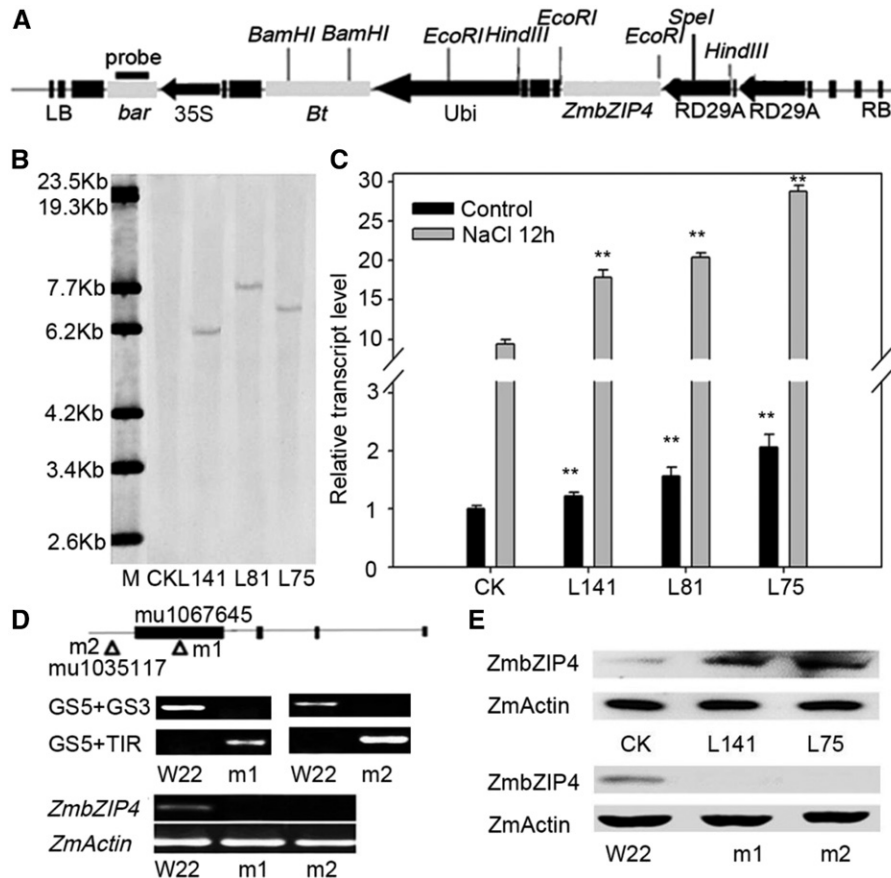 A
BamHI BamHI EcoRI HindIII EcoRI EcoRI SpeI HindIII
probe
LB bar 35S Bt Ubi ZmbZIP4 RD29A RD29A RB
B
23.5Kb
19.3Kb
7.7Kb
6.2Kb
4.2Kb
3.4Kb
2.6Kb
M CKL141 L81 L75
C
Relative transcript level
30
20
10
3
2
1
0
Control
NaCl 12h
**
**
**
**
**
**
CK L141 L81 L75
D
mu1067645
m2 m1
mu1035117
GS5+GS3
GS5+TIR
W22 m1 W22 m2
ZmbZIP4
ZmActin
W22 m1 m2
E
ZmbZIP4
ZmActin
CK L141 L75
ZmbZIP4
ZmActin
W22 m1 m2